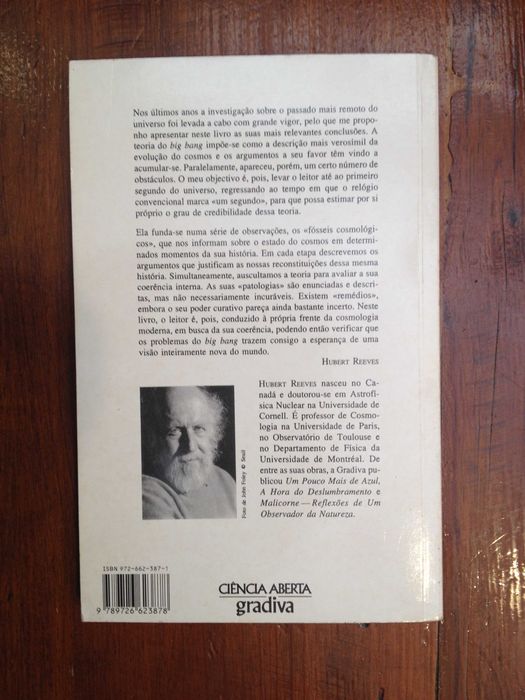 Nos últimos anos a investigação sobre o passado mais remoto do
universo foi levada a cabo com grande vigor, pelo que me propo-
nho apresentar neste livro as suas mais relevantes conclusões. A
teoria do big bang impõe-se como a descrição mais verosímil da
evolução do cosmos e os argumentos a seu favor têm vindo a
acumular-se. Paralelamente, apareceu, porém, um certo número de
obstáculos. O meu objectivo é, pois, levar o leitor até ao primeiro
segundo do universo, regressando ao tempo em que o relógio
convencional marca «um segundo», para que possa estimar por si
próprio o grau de credibilidade dessa teoria.
Ela funda-se numa série de observações, os «fósseis cosmológi-
cos», que nos informam sobre o estado do cosmos em determi-
nados momentos da sua história. Em cada etapa descrevemos os
argumentos que justificam as nossas reconstituições dessa mesma
história. Simultaneamente, auscultamos a teoria para avaliar a sua
coerência interna. As suas «patologias» são enunciadas e descri-
tas, mas não necessariamente incuráveis. Existem «remédios»,
embora o seu poder curativo pareça ainda bastante incerto. Neste
livro, o leitor é, pois, conduzido à própria frente da cosmologia
moderna, em busca da sua coerência, podendo então verificar que
os problemas do big bang trazem consigo a esperança de uma
visão inteiramente nova do mundo.
HUBERT REEVES
HUBERT REEVES nasceu no Ca-
nadá e doutorou-se em Astrofí-
sica Nuclear na Universidade de
Cornell. É professor de Cosmo-
logia na Universidade de Paris,
no Observatório de Toulouse e
no Departamento de Física da
Universidade de Montréal. De
entre as suas obras, a Gradiva pu-
blicou Um Pouco Mais de Azul,
A Hora do Deslumbramento e
Malicorne — Reflexões de Um
Observador da Natureza.
Foto de John Foley © Seuil
ISBN 972-662-387-1
9 789726 623878
CIÊNCIA ABERTA
gradiva